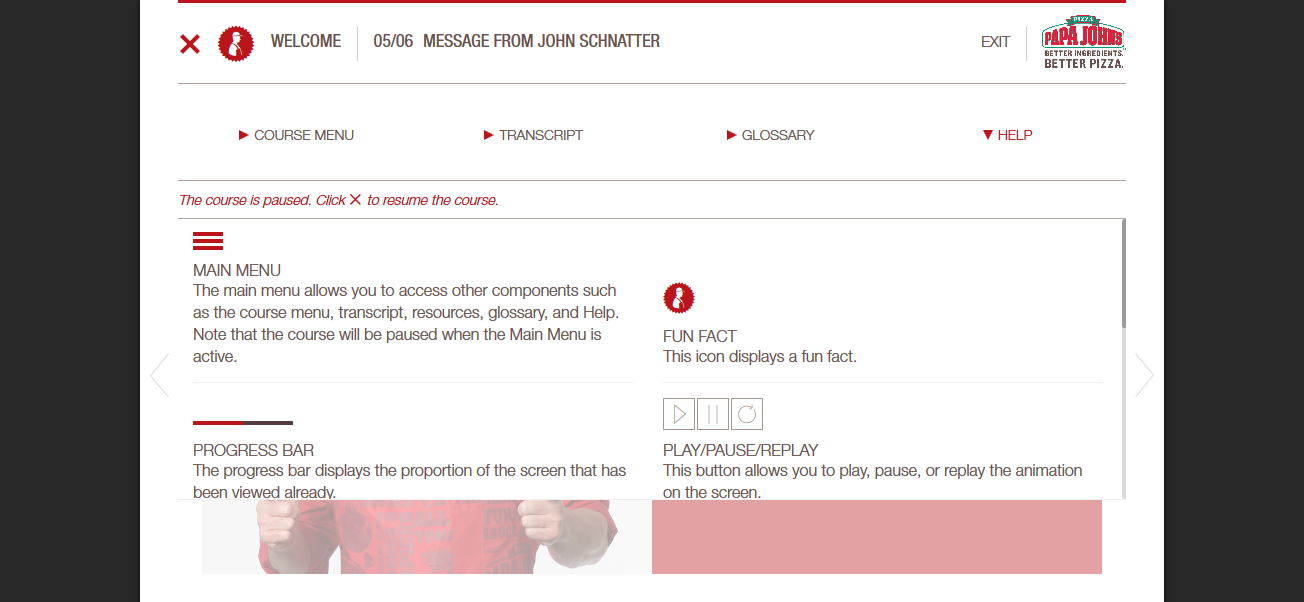 WELCOME
05/06 MESSAGE FROM JOHN SCHNATTER
EXIT
PIZZA
PAPA JOHNS
BETTER INGREDIENTS.
BETTER PIZZA.
COURSE MENU
TRANSCRIPT
GLOSSARY
HELP
The course is paused. Click to resume the course.
MAIN MENU
The main menu allows you to access other components such
as the course menu, transcript, resources, glossary, and Help.
Note that the course will be paused when the Main Menu is
active.
FUN FACT
This icon displays a fun fact.
PROGRESS BAR
The progress bar displays the proportion of the screen that has
been viewed already.
PLAY/PAUSE/REPLAY
This button allows you to play, pause, or replay the animation
on the screen.